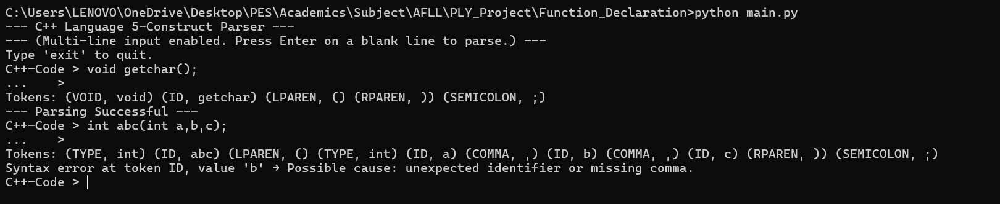 C:\Users\LENOVO\OneDrive\Desktop\PES\Academics\Subject\AFLL\PLY_Project\Function_Declaration>python main.py
--- C++ Language 5-Construct Parser ---
--- (Multi-line input enabled. Press Enter on a blank line to parse.) ---
Type 'exit' to quit.
C++-Code > void getchar();
...    >
Tokens: (VOID, void) (ID, getchar) (LPAREN, () (RPAREN, )) (SEMICOLON, ;)
--- Parsing Successful ---
C++-Code > int abc(int a,b,c);
...    >
Tokens: (TYPE, int) (ID, abc) (LPAREN, () (TYPE, int) (ID, a) (COMMA, ,) (ID, b) (COMMA, ,) (ID, c) (RPAREN, )) (SEMICOLON, ;)
Syntax error at token ID, value 'b' → Possible cause: unexpected identifier or missing comma.
C++-Code >